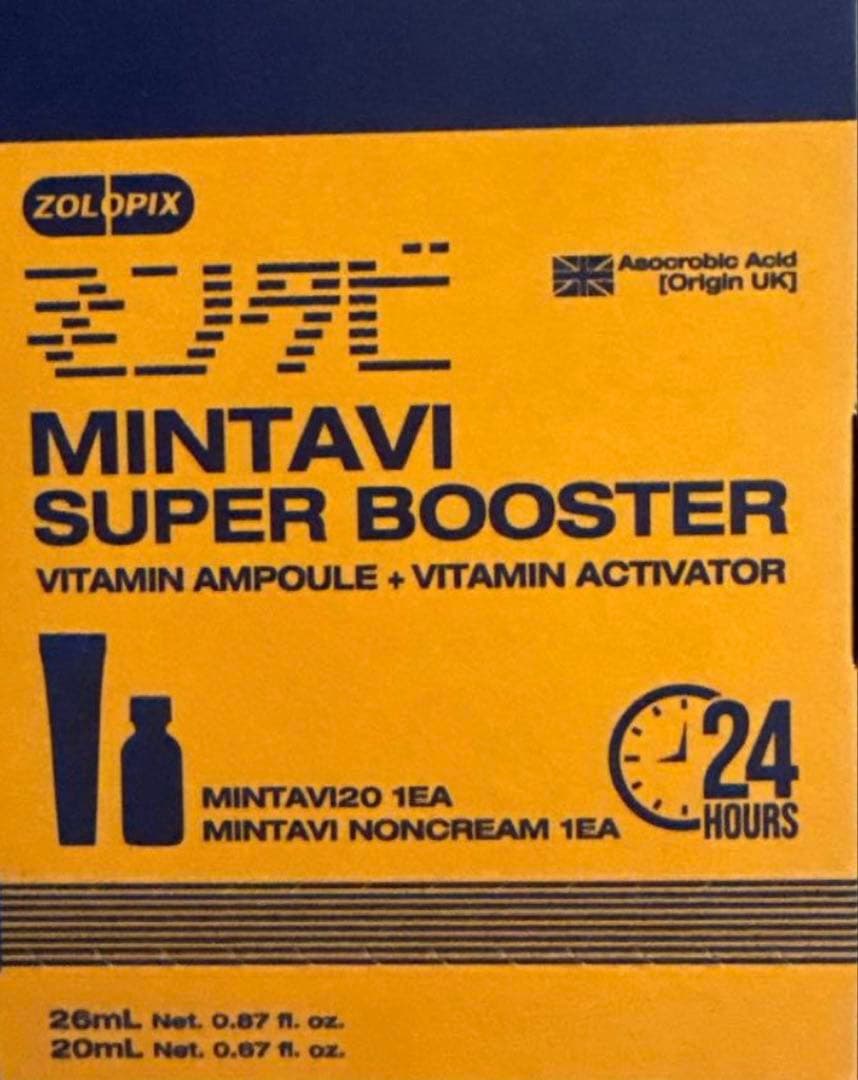 ZOLOPIX
Asocrobic Acid
[Origin UK]
MINTAVI
SUPER BOOSTER
VITAMIN AMPOULE + VITAMIN ACTIVATOR
24
HOURS
MINTAVI20 1EA
MINTAVI NONCREAM 1EA
26mL Net. 0.87 fl. oz.
20mL Net. 0.67 fl. oz.